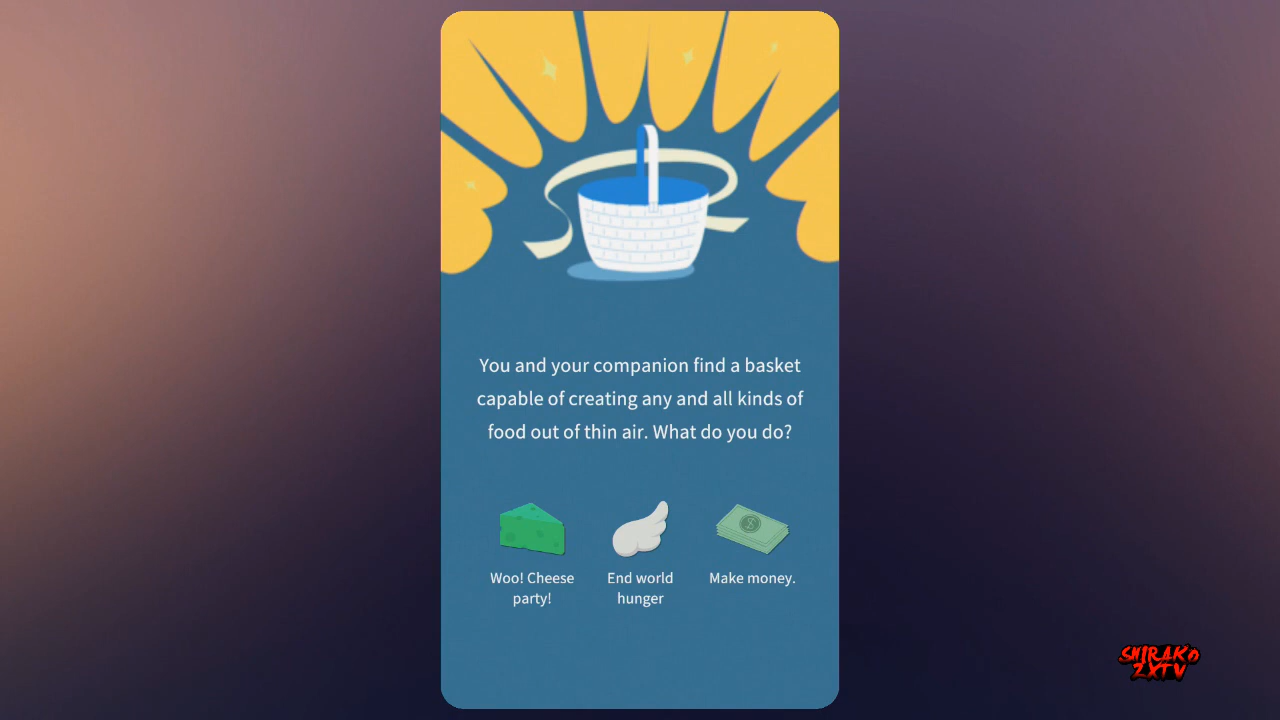 You and your companion find a basket
capable of creating any and all kinds of
food out of thin air. What do you do?
Woo! Cheese
party!
End world
hunger
Make money.
SHIRAKO
ZXTV